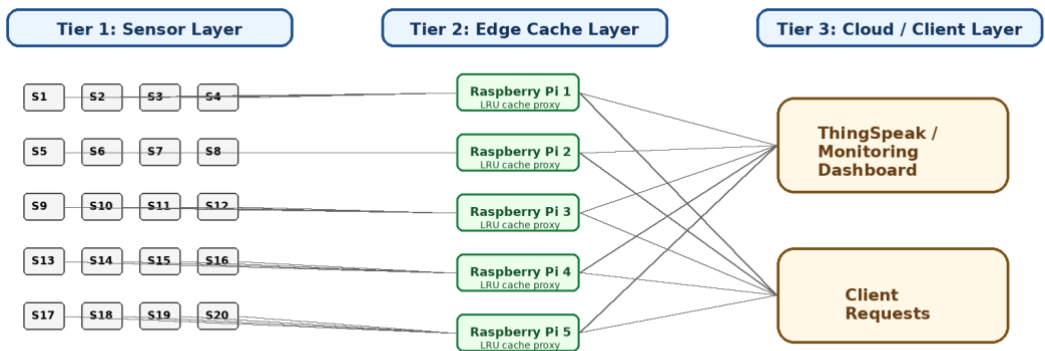 Tier 1: Sensor Layer
Tier 2: Edge Cache Layer
Tier 3: Cloud / Client Layer
S1 S2 S3 S4
Raspberry Pi 1
LRU cache proxy
S5 S6 S7 S8
Raspberry Pi 2
LRU cache proxy
S9 S10 S11 S12
Raspberry Pi 3
LRU cache proxy
S13 S14 S15 S16
Raspberry Pi 4
LRU cache proxy
S17 S18 S19 S20
Raspberry Pi 5
LRU cache proxy
ThingSpeak /
Monitoring
Dashboard
Client
Requests